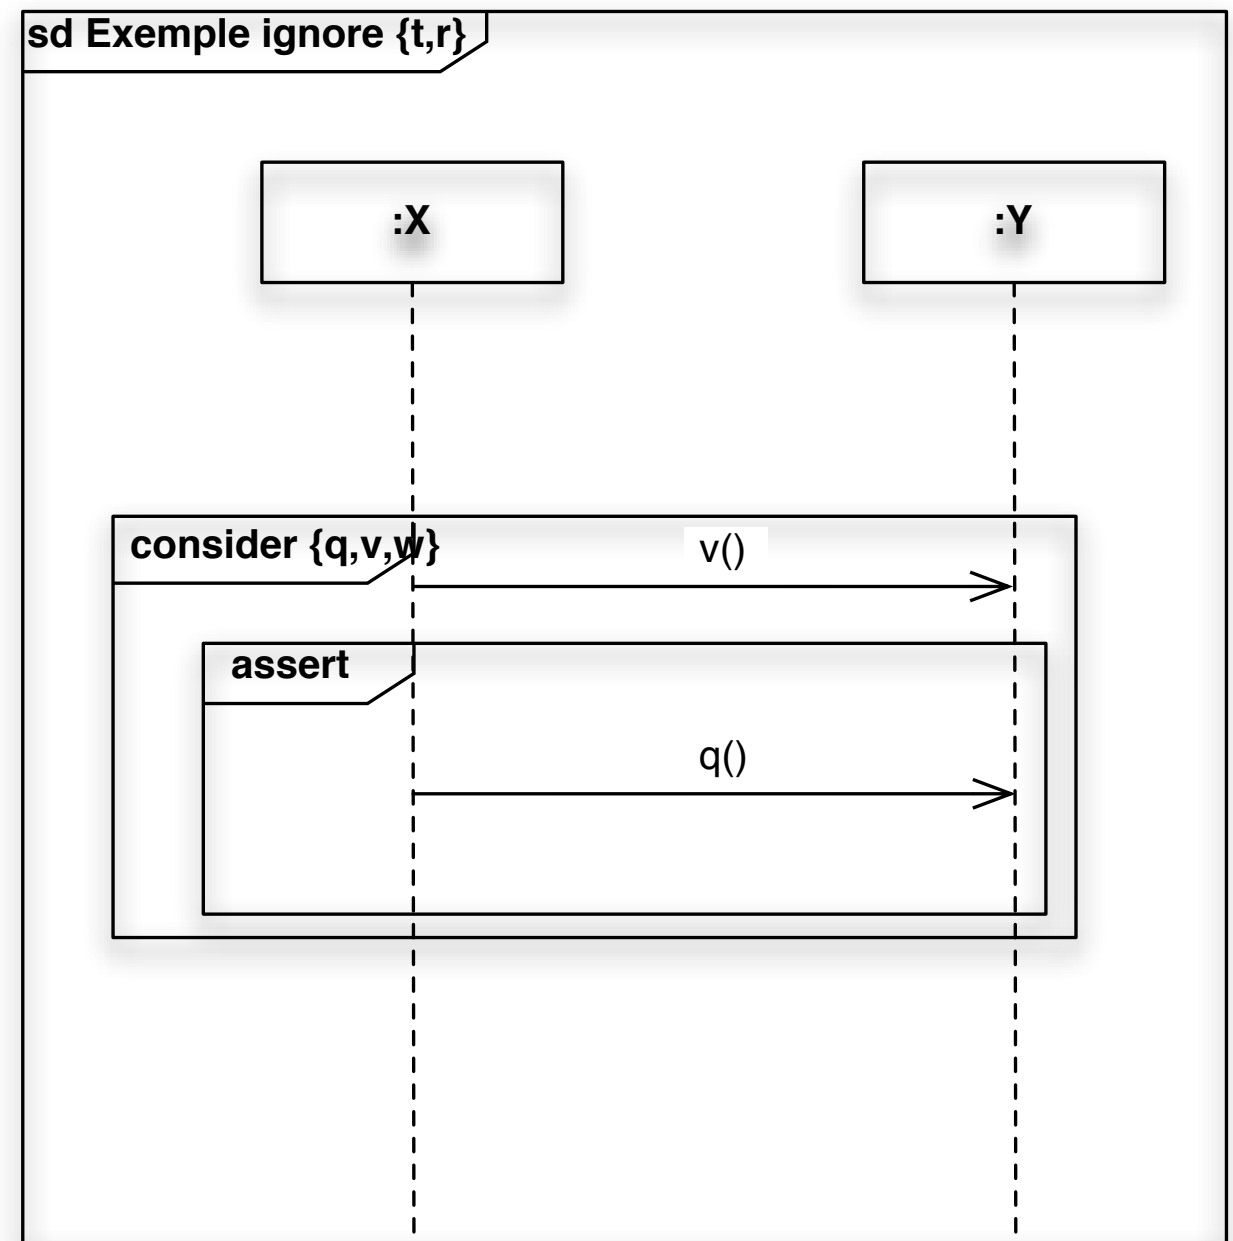 sd Exemple ignore {t,r}
:X
:Y
consider {q,v,w}
v()
assert
q()